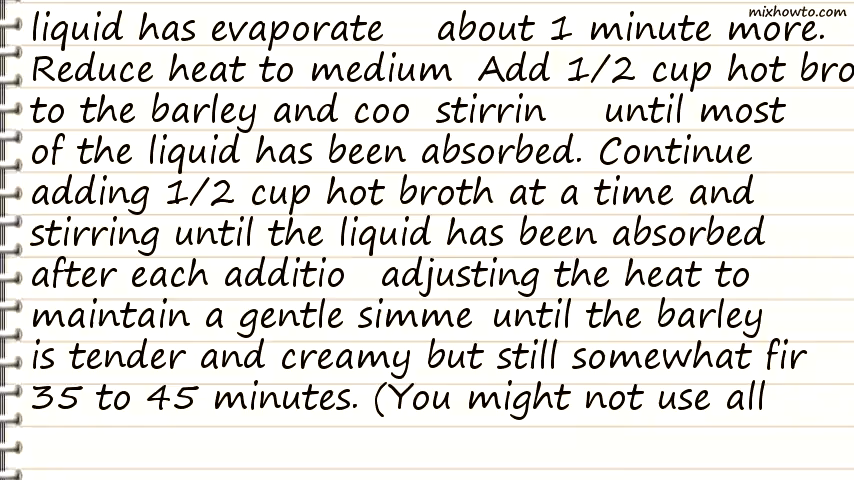 mixhowto.com
liquid has evaporate about 1 minute more.
Reduce heat to medium Add 1/2 cup hot bro
to the barley and coo stirrin until most
of the liquid has been absorbed. Continue
adding 1/2 cup hot broth at a time and
stirring until the liquid has been absorbed
after each additio adjusting the heat to
maintain a gentle simme until the barley
is tender and creamy but still somewhat fir
35 to 45 minutes. (You might not use all